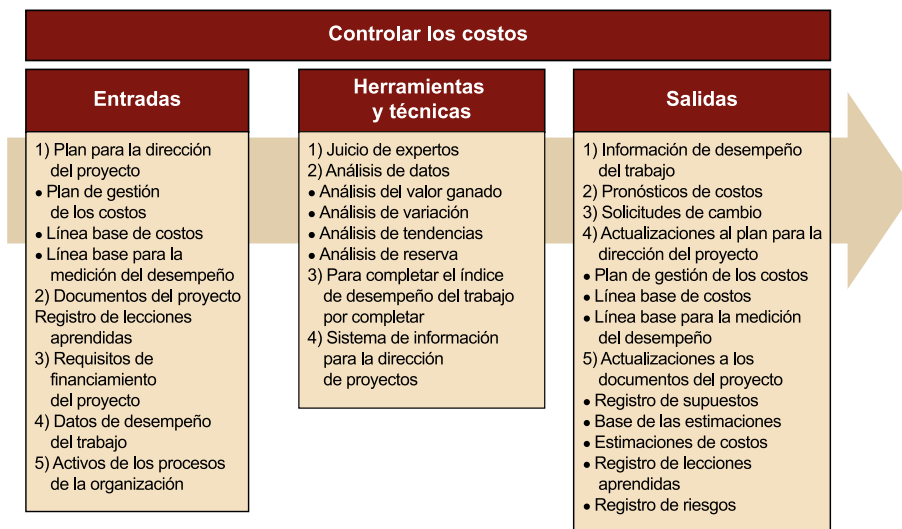 Controlar los costos
Entradas
1) Plan para la dirección
del proyecto
• Plan de gestión
de los costos
• Línea base de costos
• Línea base para la
medición del desempeño
2) Documentos del proyecto
Registro de lecciones
aprendidas
3) Requisitos de
financiamiento
del proyecto
4) Datos de desempeño
del trabajo
5) Activos de los procesos
de la organización
Herramientas
y técnicas
1) Juicio de expertos
2) Análisis de datos
• Análisis del valor ganado
• Análisis de variación
• Análisis de tendencias
• Análisis de reserva
3) Para completar el índice
de desempeño del trabajo
por completar
4) Sistema de información
para la dirección
de proyectos
Salidas
1) Información de desempeño
del trabajo
2) Pronósticos de costos
3) Solicitudes de cambio
4) Actualizaciones al plan para la
dirección del proyecto
• Plan de gestión de los costos
• Línea base de costos
• Línea base para la medición
del desempeño
5) Actualizaciones a los
documentos del proyecto
• Registro de supuestos
• Base de las estimaciones
• Estimaciones de costos
• Registro de lecciones
aprendidas
• Registro de riesgos